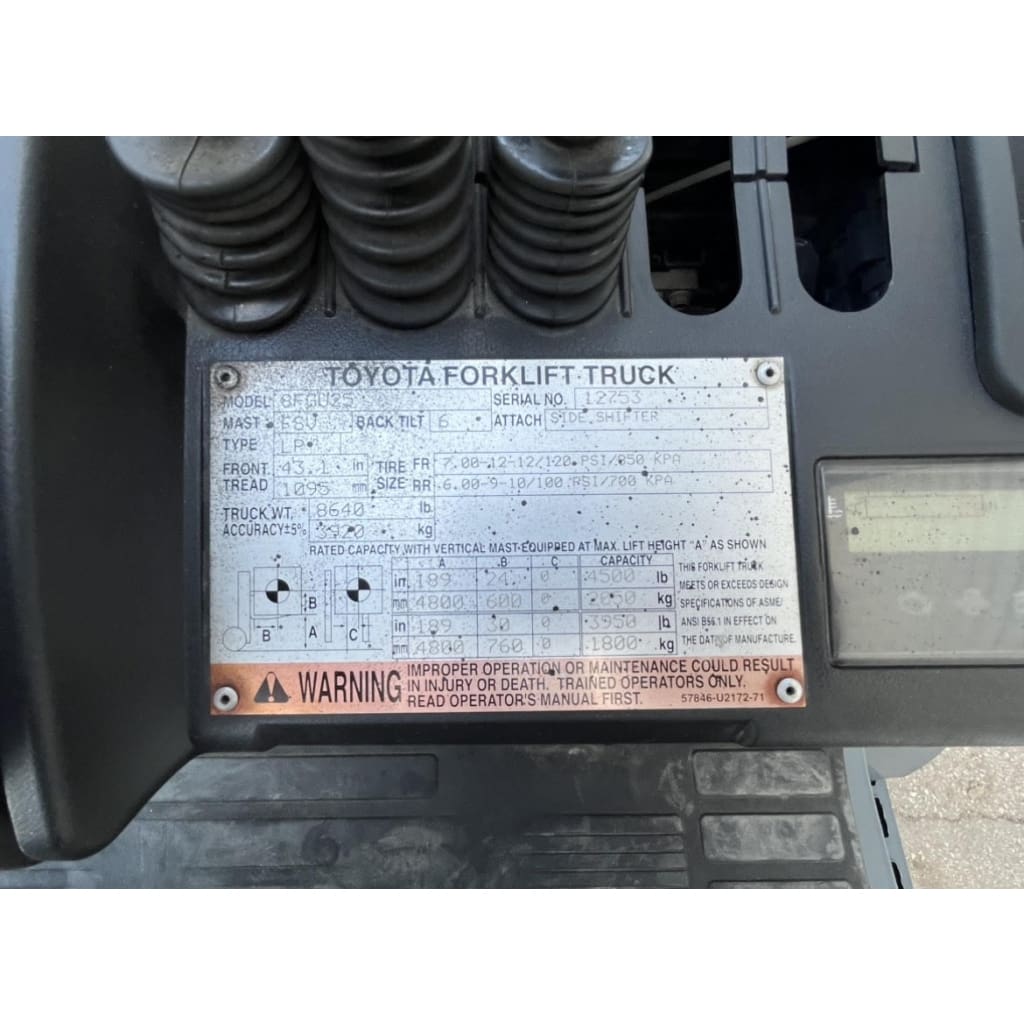 TOYOTA FORKLIFT TRUCK
MODEL 8FGU25 SERIAL NO. 12753
MAST FSV BACK TILT 6 ATTACH SIDE SHIFTER
TYPE LP
FRONT TREAD 43.1 in TIRE SIZE FR 7.00-12-12/120 PSI/850 KPA
1095 mm RR 6.00-9-10/100 PSI/700 KPA
TRUCK WT. 8640 lb
ACCURACY±5% 3920 kg
RATED CAPACITY WITH VERTICAL MAST-EQUIPPED AT MAX. LIFT HEIGHT "A" AS SHOWN
A B C CAPACITY
in 189 24 0 4500 lb
mm 4800 600 0 2050 kg
in 189 30 0 3950 lb
mm 4800 760 0 1800 kg
B
B A C
THIS FORKLIFT TRUCK
MEETS OR EXCEEDS DESIGN
SPECIFICATIONS OF ASME/
ANSI B56.1 IN EFFECT ON
THE DATE OF MANUFACTURE.
WARNING
IMPROPER OPERATION OR MAINTENANCE COULD RESULT
IN INJURY OR DEATH. TRAINED OPERATORS ONLY.
READ OPERATOR'S MANUAL FIRST. 57846-U2172-71